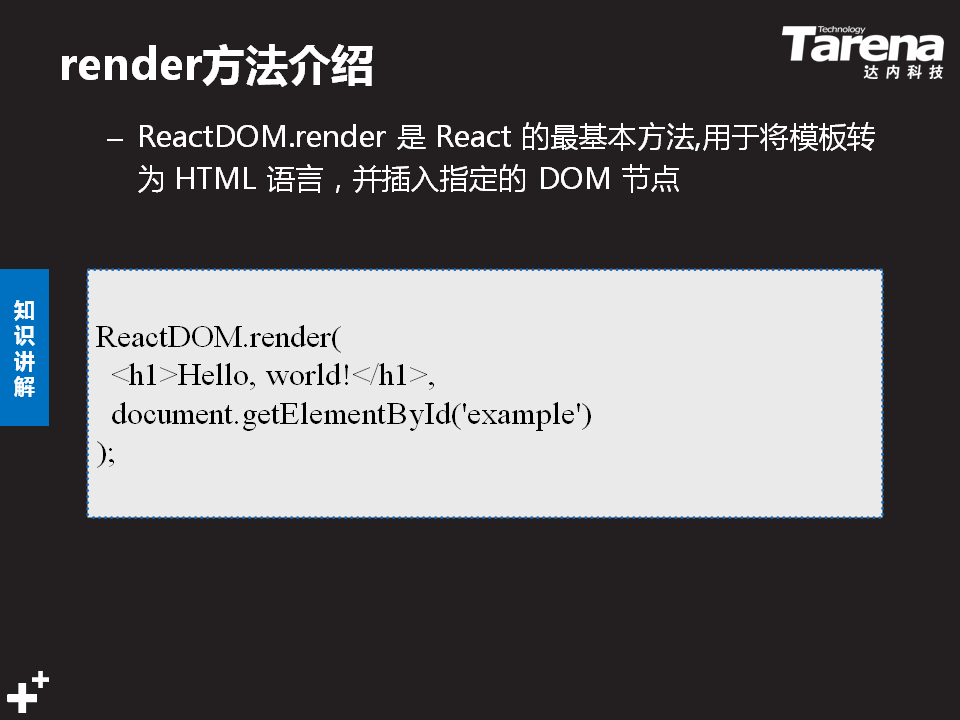 render方法介绍
Technology
Tarena
达内科技
– ReactDOM.render 是 React 的最基本方法,用于将模板转
为 HTML 语言，并插入指定的 DOM 节点
知
识
讲
解
ReactDOM.render(
  <h1>Hello, world!</h1>,
  document.getElementById('example')
);